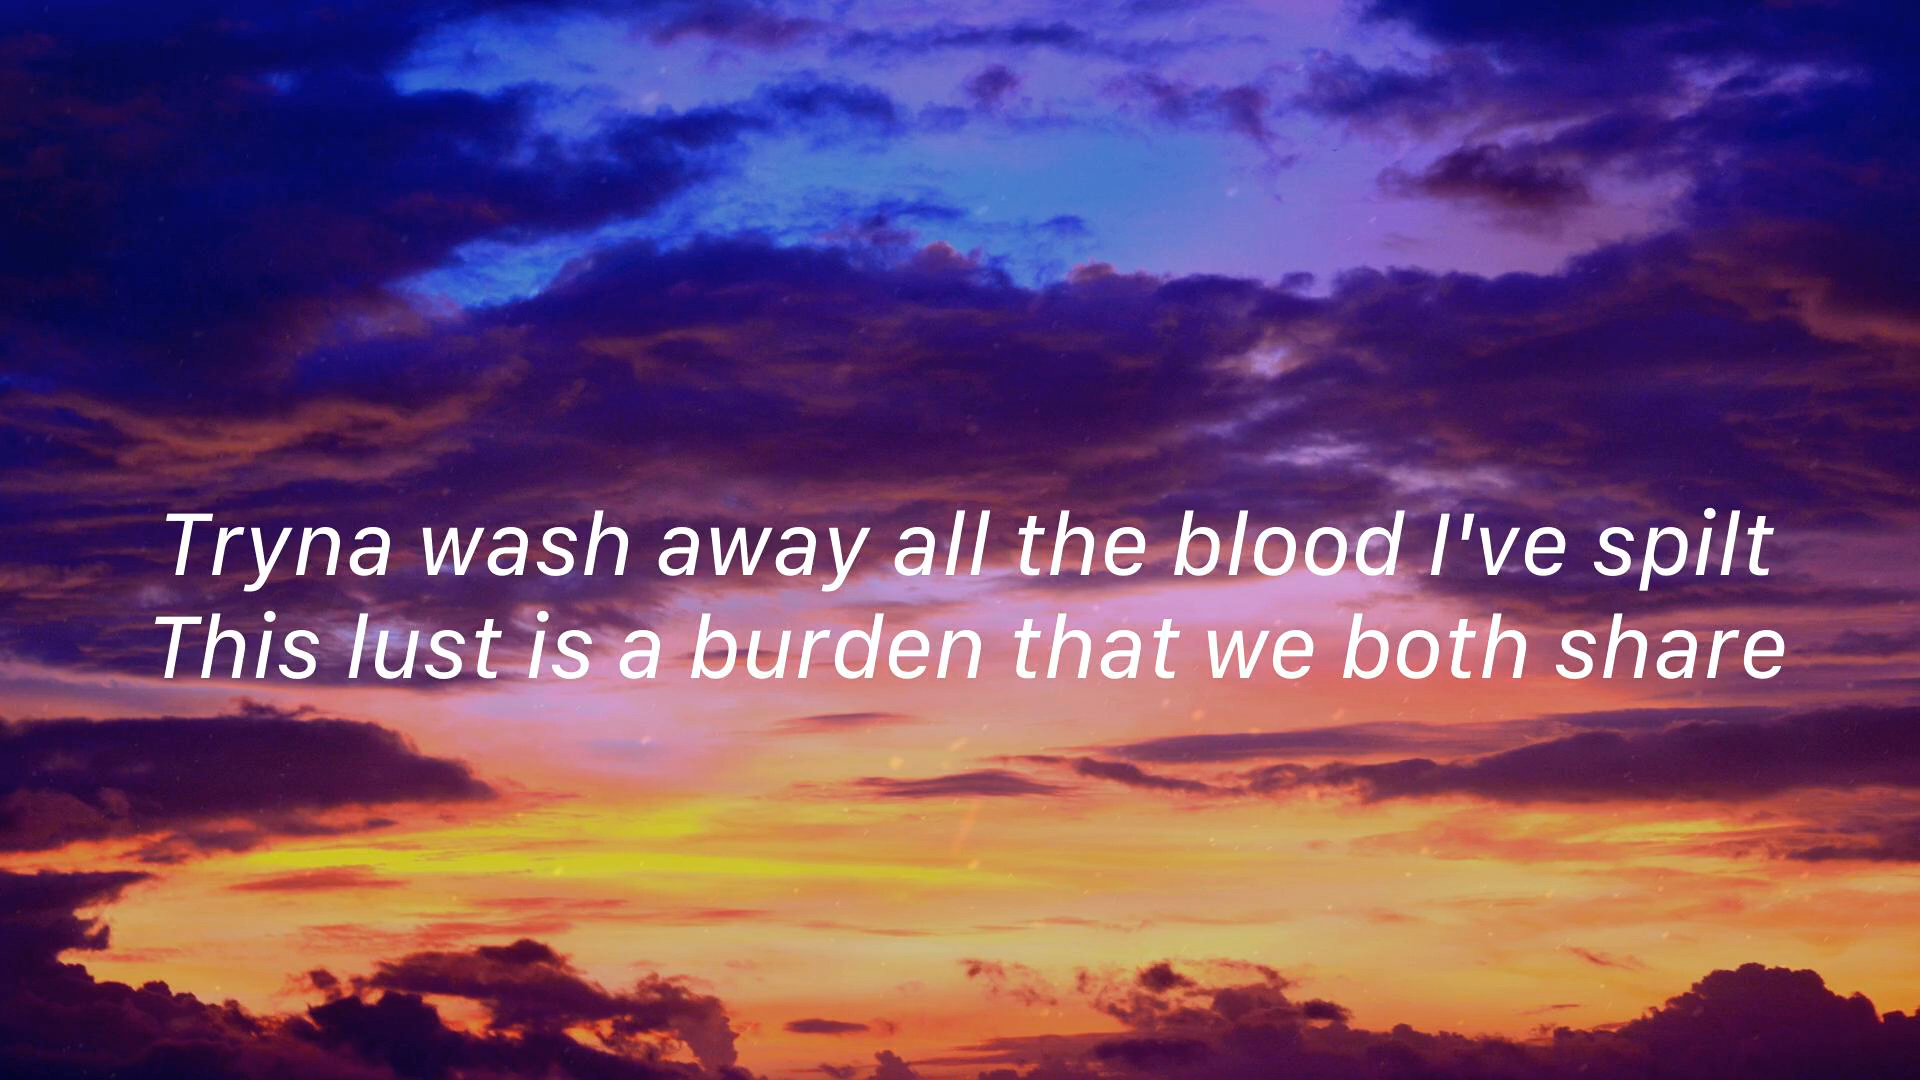 Tryna wash away all the blood I've spilt
This lust is a burden that we both share